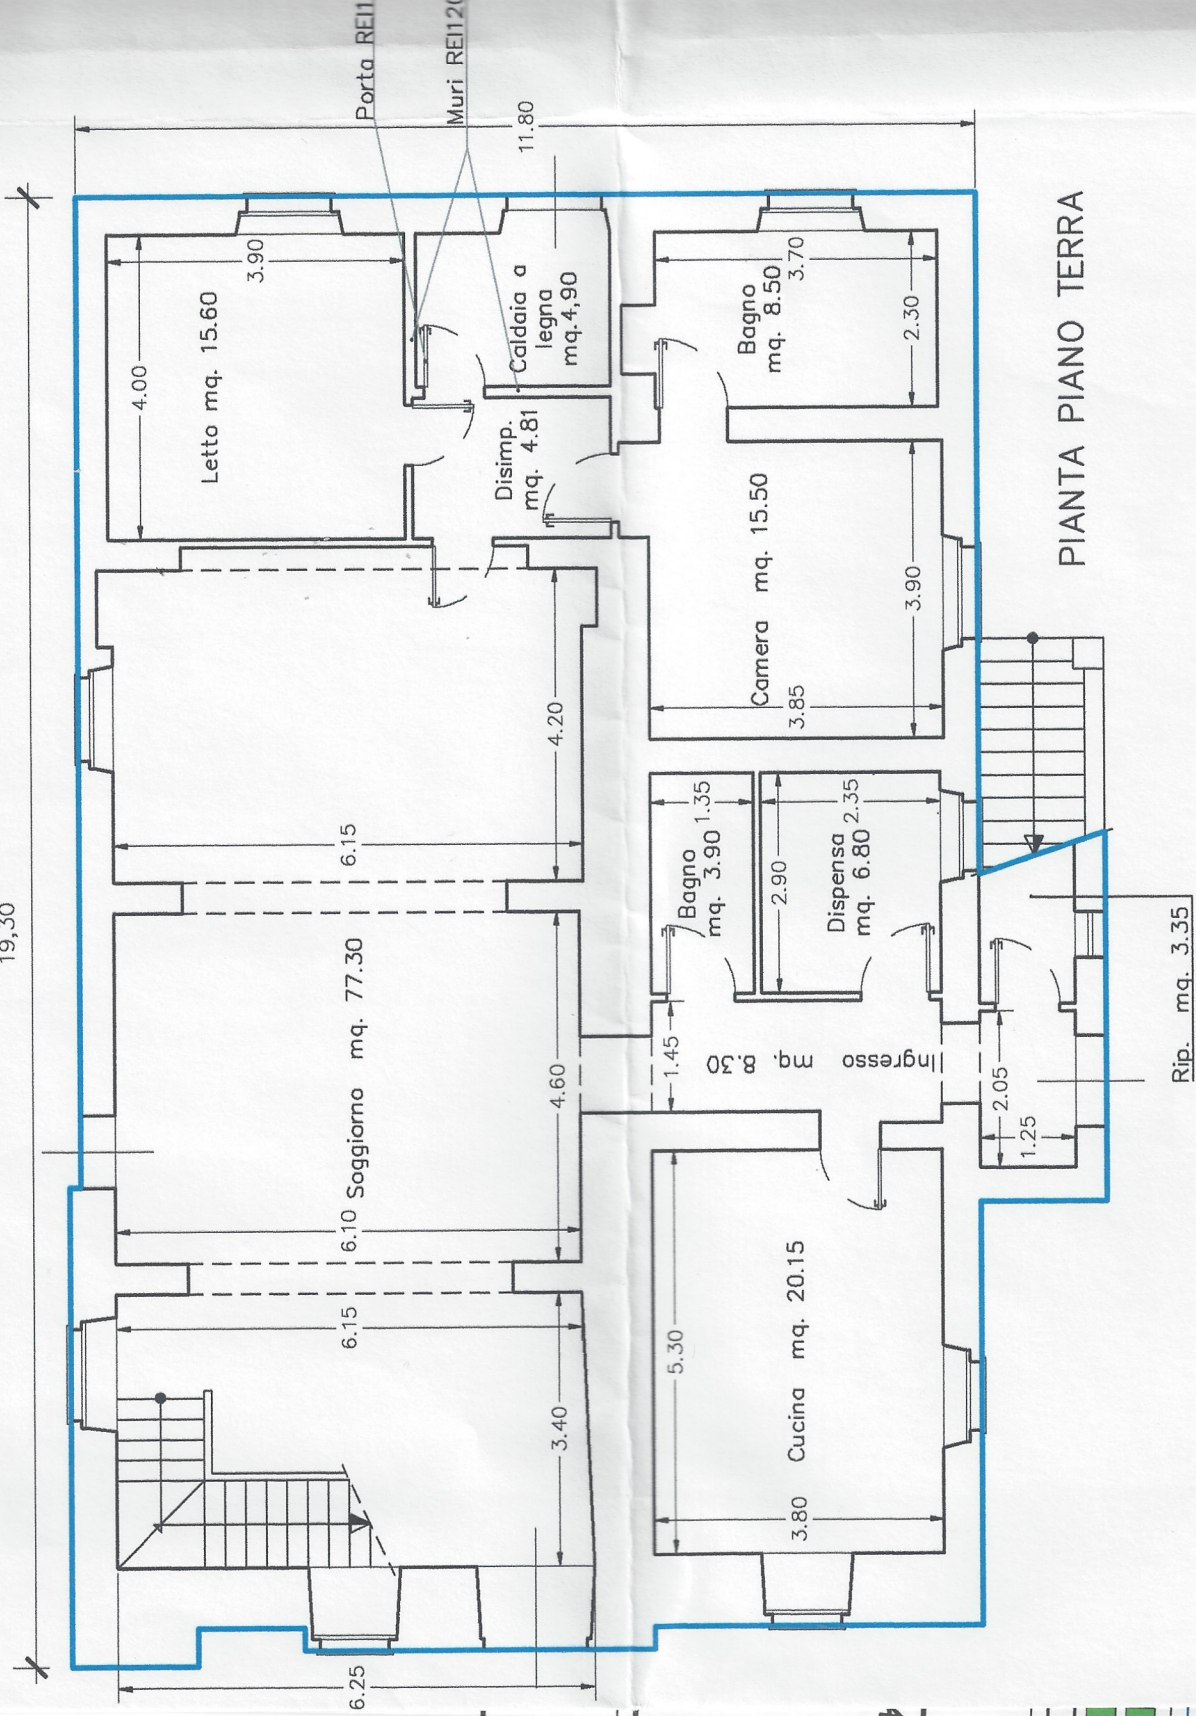 19,30
Porta REI1
Muri REI120
11.80
3.90
4.00
Letto mq. 15.60
Caldaia a
legna
mq.4,90
Disimp.
mq. 4.81
Bagno
mq. 8.50
3.70
2.30
Camera mq. 15.50
3.90
3.85
4.20
6.15
Bagno
mq. 3.90
1.35
Dispensa
mq. 6.80
2.35
2.90
Soggiorno mq. 77.30
4.60
6.10
Ingresso
mq. 8.30
1.45
2.05
1.25
Rip. mq. 3.35
6.15
3.40
6.25
Cucina mq. 20.15
5.30
3.80
PIANTA PIANO TERRA